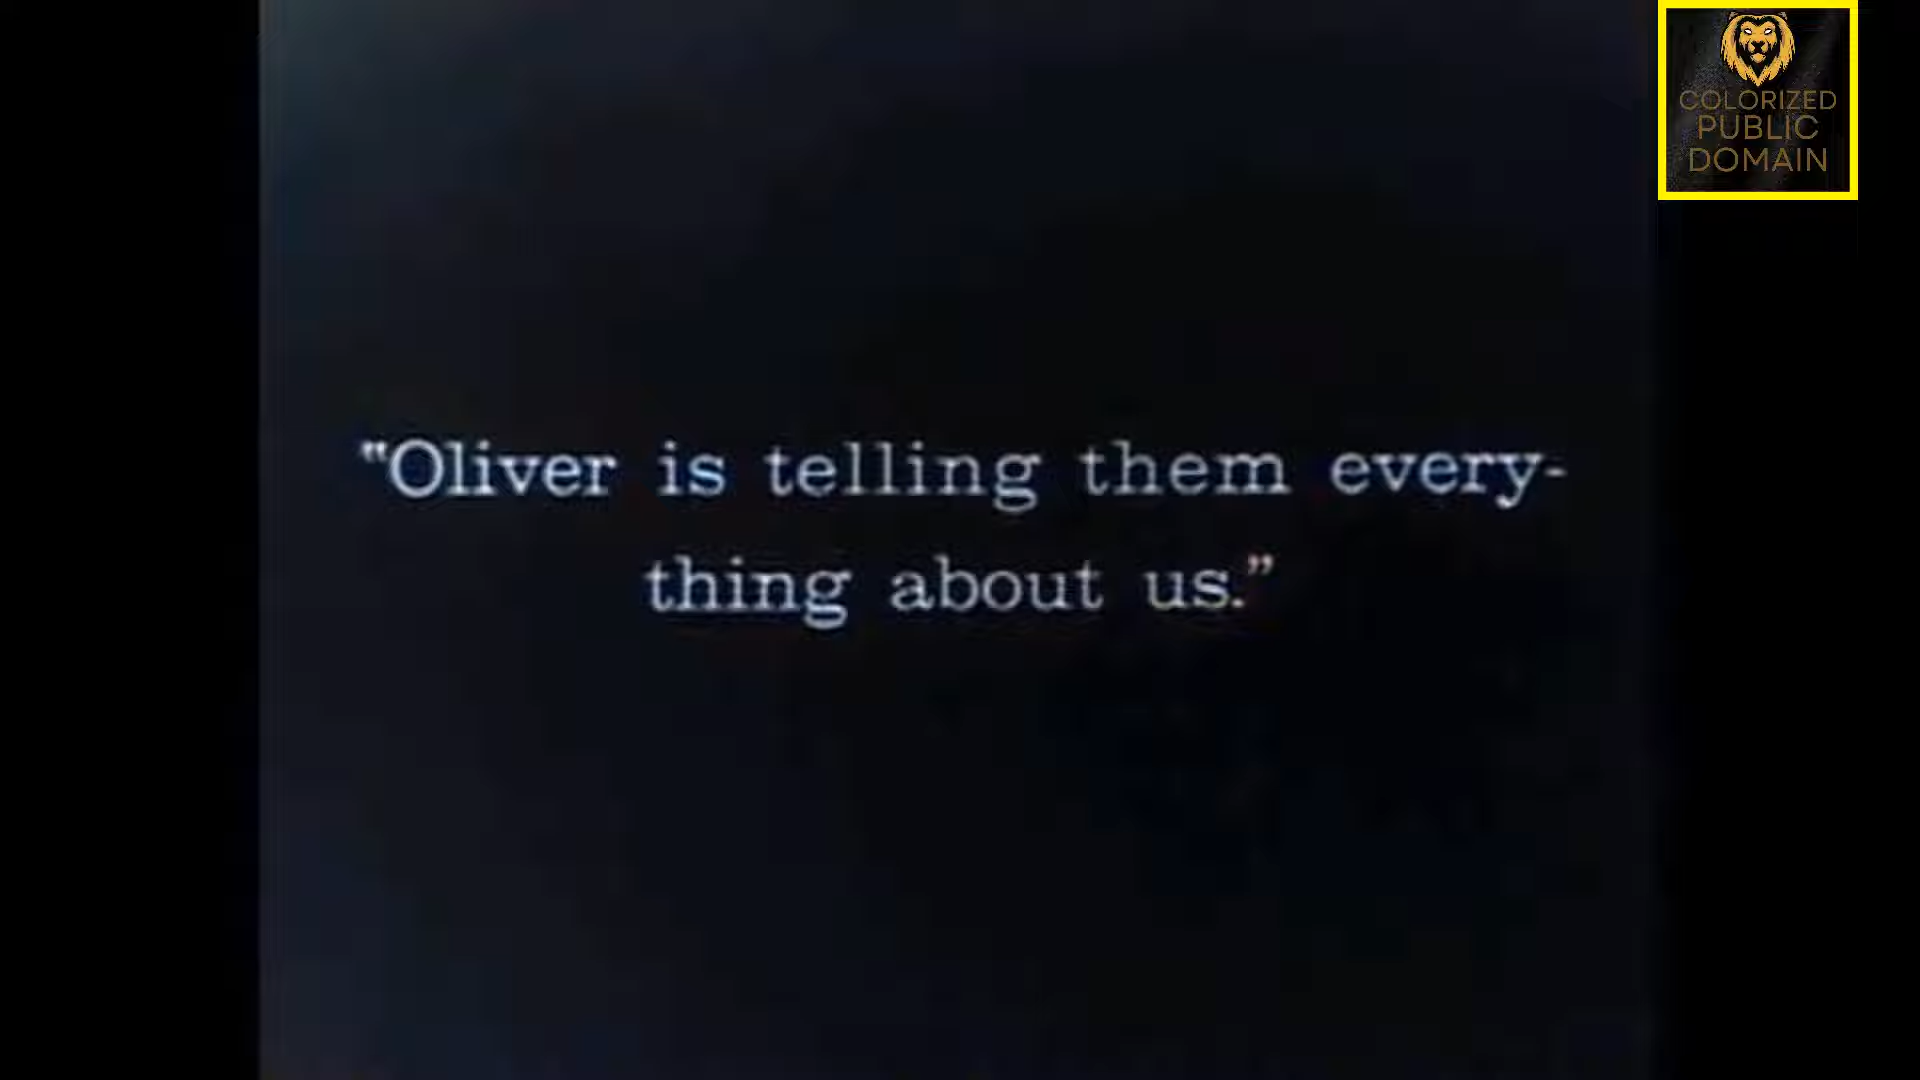 COLORIZED
PUBLIC
DOMAIN
"Oliver is telling them every-
thing about us."